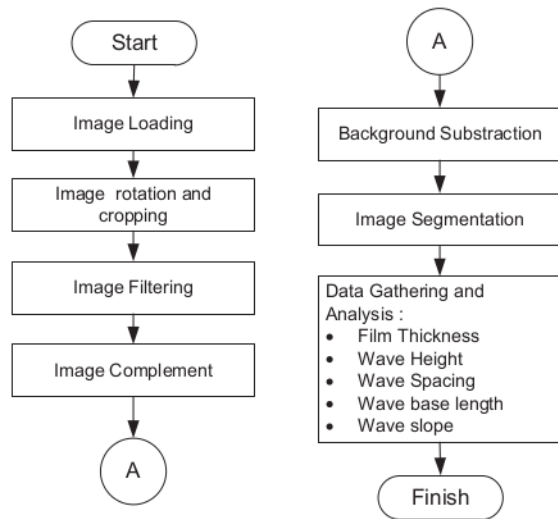 Start
Image Loading
Image rotation and
cropping
Image Filtering
Image Complement
A
A
Background Substraction
Image Segmentation
Data Gathering and
Analysis :
• Film Thickness
• Wave Height
• Wave Spacing
• Wave base length
• Wave slope
Finish